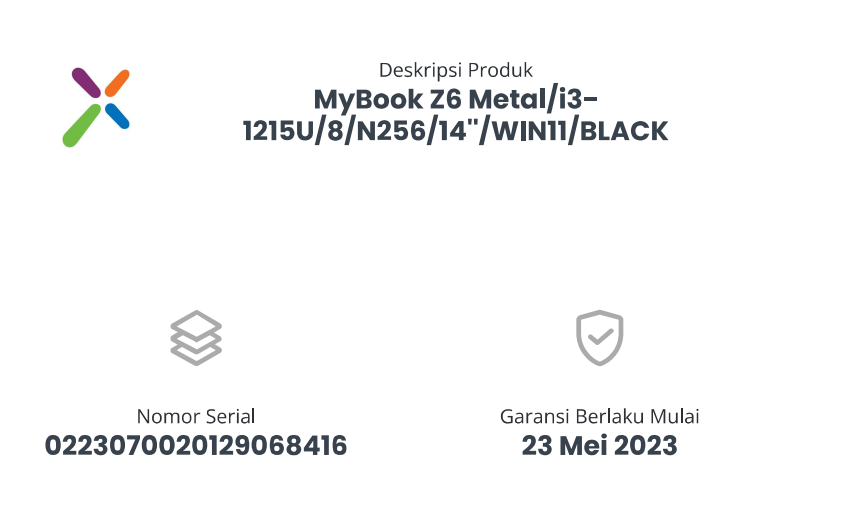 Deskripsi Produk
MyBook Z6 Metal/i3-
1215U/8/N256/14"/WIN11/BLACK
Nomor Serial
0223070020129068416
Garansi Berlaku Mulai
23 Mei 2023